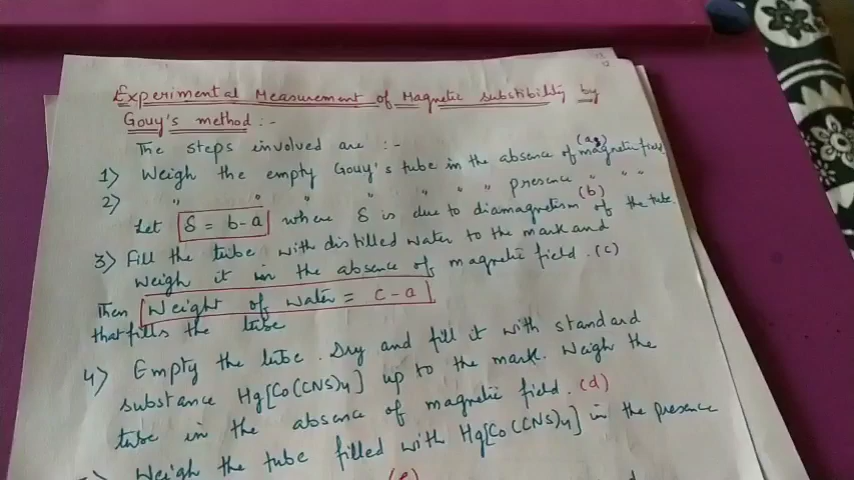 Experimental Measurement of Magnetic Substibility by
Gouy's method :-
The steps involved are :-
1) Weigh the empty Gouy's tube in the absence of magnetic field (a)
2) " " " " " " " presence " " "
Let δ = b-a where δ is due to diamagnetism of the tube. (b)
3) Fill the tube with distilled water to the mark and
Weigh it in the absence of magnetic field. (c)
Then Weight of water = c-a
that fills the tube
4) Empty the tube. Dry and fill it with standard
substance Hg[Co(CNS)4] up to the mark. Weigh the
tube in the absence of magnetic field. (d)
Weigh the tube filled with Hg[Co(CNS)4] in the presence
(e)